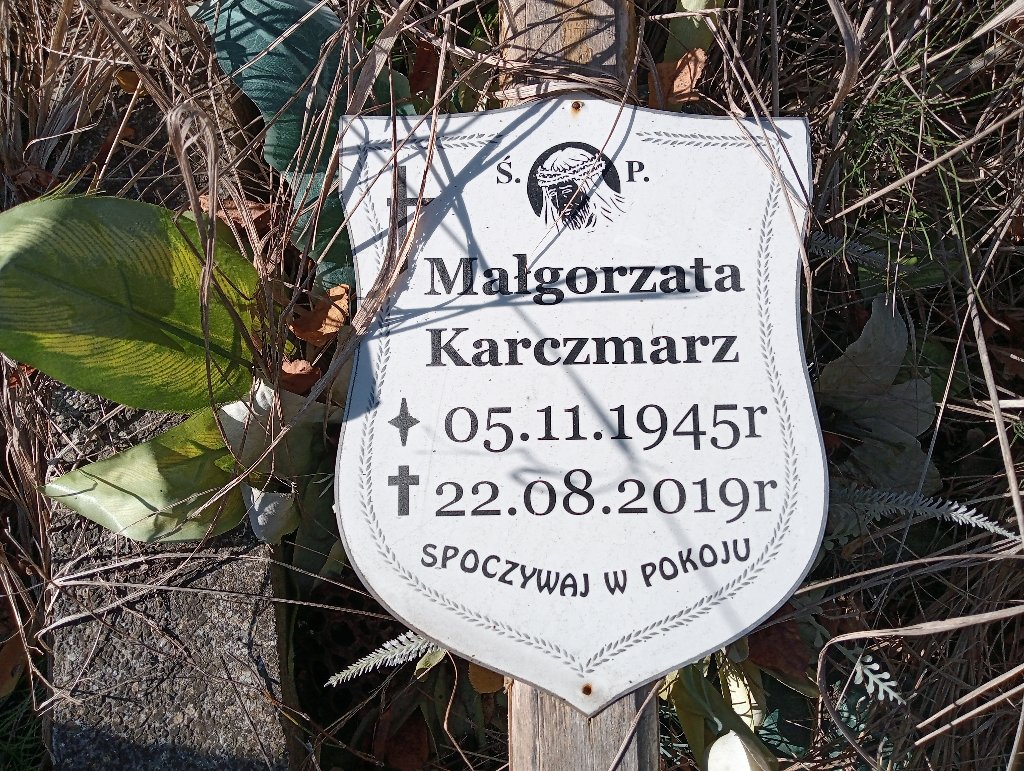 Ś. P.
Małgorzata
Karczmarz
05.11.1945r
22.08.2019r
SPOCZYWAJ W POKOJU